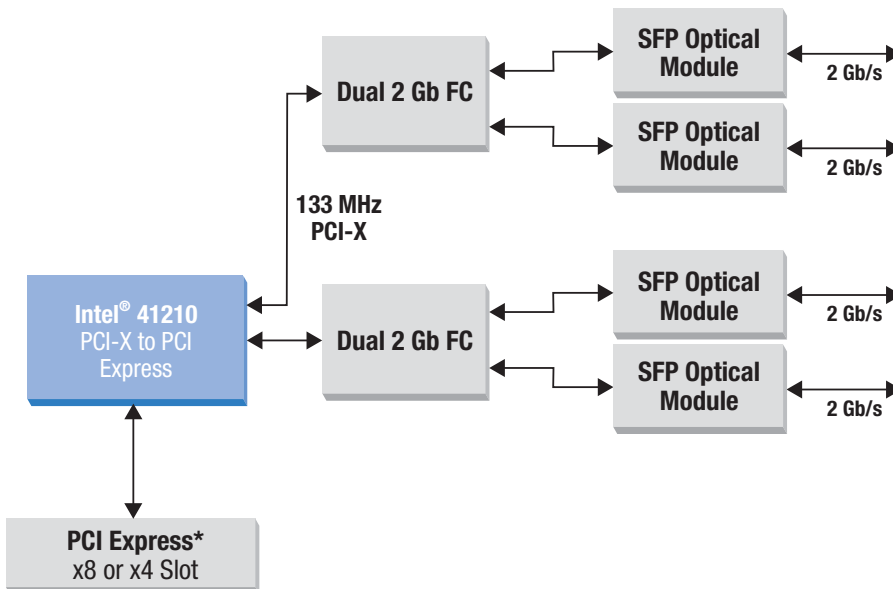 SFP Optical
Module
2 Gb/s
Dual 2 Gb FC
SFP Optical
Module
2 Gb/s
133 MHz
PCI-X
Intel® 41210
PCI-X to PCI
Express
SFP Optical
Module
2 Gb/s
Dual 2 Gb FC
SFP Optical
Module
2 Gb/s
PCI Express*
x8 or x4 Slot